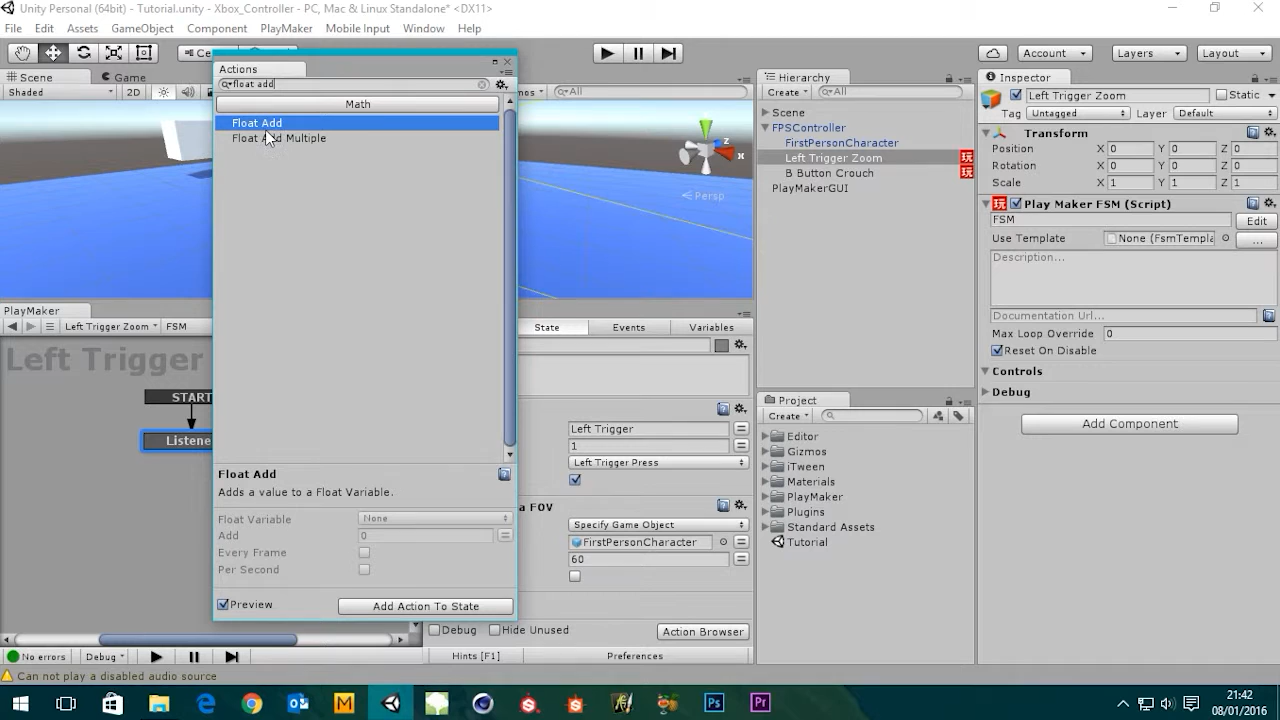 Unity Personal (64bit) - Tutorial.unity - Xbox_Controller - PC, Mac & Linux Standalone* <DX11>
File Edit Assets GameObject Component PlayMaker Mobile Input Window Help
Account Layers Layout
Actions
float add
Math
Float Add
Float Add Multiple
Float Add
Adds a value to a Float Variable.
Float Variable None
Add 0
Every Frame
Per Second
Preview Add Action To State
Scene Game
Shaded 2D All
Persp
z
x
PlayMaker
Left Trigger Zoom FSM
Left Trigger
START
State Events Variables
Left Trigger
1
Left Trigger Press
FOV
Specify Game Object
FirstPersonCharacter
60
Debug Hide Unused Action Browser
No errors Debug Hints [F1] Preferences
Can not play a disabled audio source
Hierarchy
Create All
Scene
FPSController
FirstPersonCharacter
Left Trigger Zoom
B Button Crouch
PlayMakerGUI
Project
Create
Editor
Gizmos
iTween
Materials
PlayMaker
Plugins
Standard Assets
Tutorial
Inspector
Left Trigger Zoom Static
Tag Untagged Layer Default
Transform
Position X 0 Y 0 Z 0
Rotation X 0 Y 0 Z 0
Scale X 1 Y 1 Z 1
Play Maker FSM (Script)
FSM Edit
Use Template None (FsmTempla ...
Description...
Documentation Url...
Max Loop Override 0
Reset On Disable
Controls
Debug
Add Component
21:42
08/01/2016